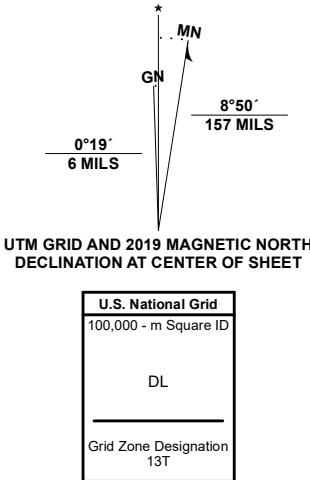 MN
GN
8°50´
157 MILS
0°19´
6 MILS
UTM GRID AND 2019 MAGNETIC NORTH
DECLINATION AT CENTER OF SHEET
U.S. National Grid
100,000 - m Square ID
DL
Grid Zone Designation
13T